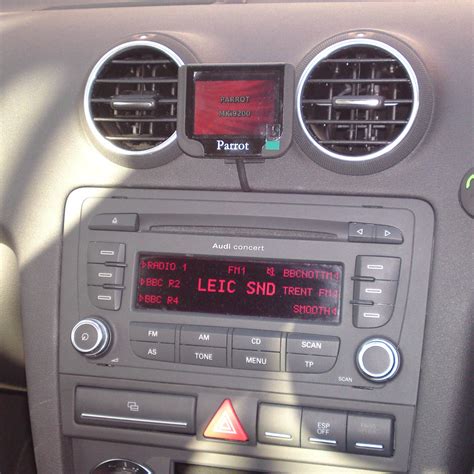 PARROT
MKi9200
Parrot
Audi concert
RADIO 1 FM1 BBCNOTTM
BBC R2 LEIC SND TRENT FM
BBC R4 SMOOTH
FM AM CD SCAN
AS TONE MENU TP
SCAN
ESP
OFF